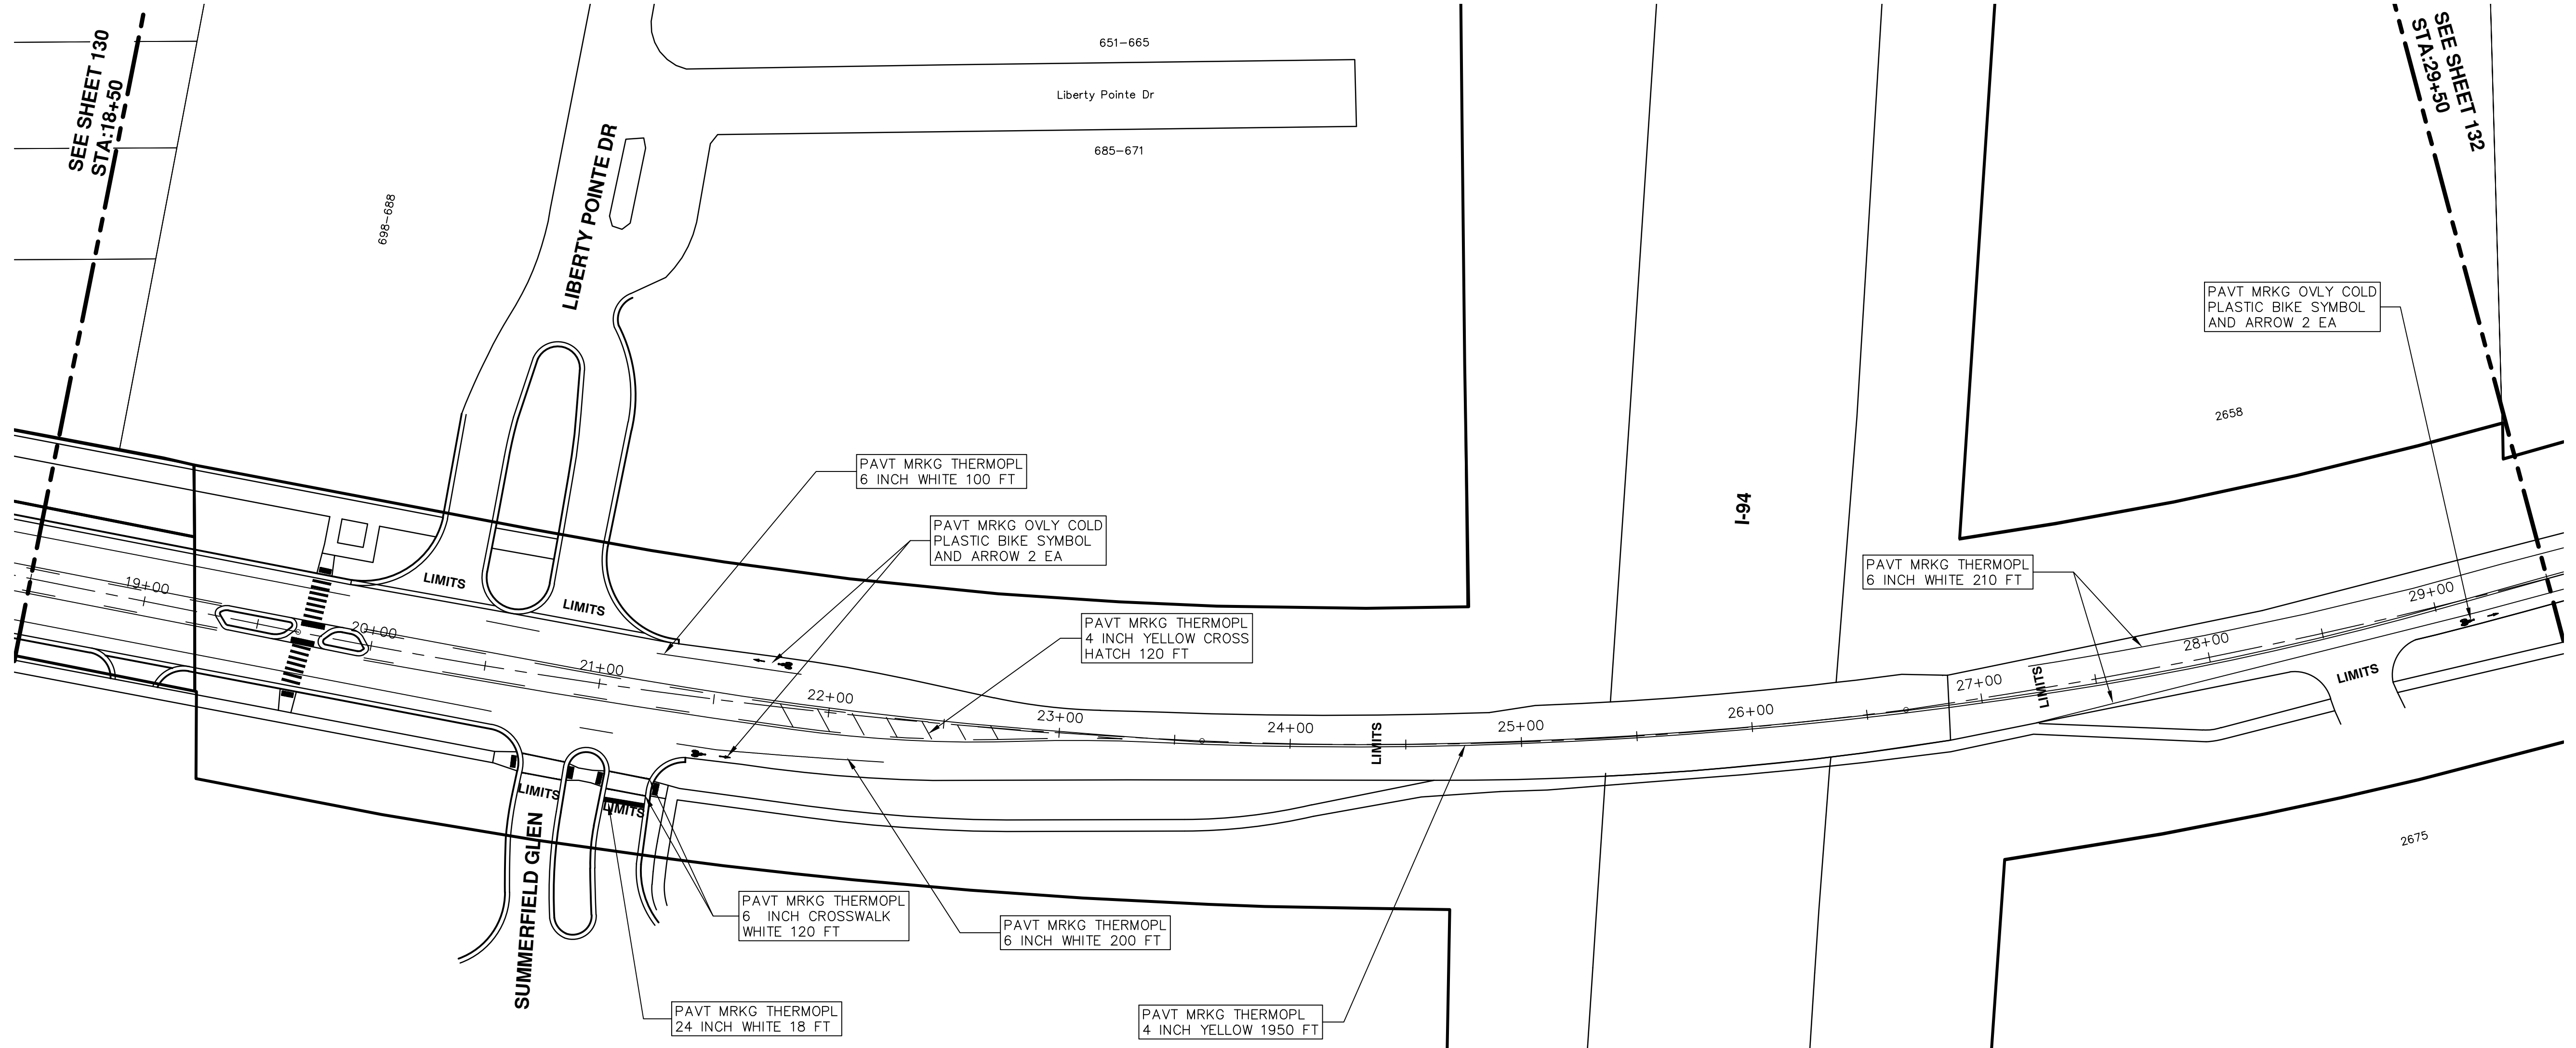 SEE SHEET 130
STA:18+50
698-688
LIBERTY POINTE DR
651-665
Liberty Pointe Dr
685-671
I-94
SEE SHEET 132
STA:29+50
2658
PAVT MRKG OVLY COLD
PLASTIC BIKE SYMBOL
AND ARROW 2 EA
PAVT MRKG THERMOPL
6 INCH WHITE 100 FT
PAVT MRKG OVLY COLD
PLASTIC BIKE SYMBOL
AND ARROW 2 EA
PAVT MRKG THERMOPL
4 INCH YELLOW CROSS
HATCH 120 FT
PAVT MRKG THERMOPL
6 INCH WHITE 210 FT
LIMITS
LIMITS
19+00
20+00
21+00
22+00
23+00
24+00
LIMITS
25+00
26+00
27+00
LIMITS
28+00
29+00
LIMITS
LIMITS
LIMITS
SUMMERFIELD GLEN
PAVT MRKG THERMOPL
6 INCH CROSSWALK
WHITE 120 FT
PAVT MRKG THERMOPL
6 INCH WHITE 200 FT
PAVT MRKG THERMOPL
24 INCH WHITE 18 FT
PAVT MRKG THERMOPL
4 INCH YELLOW 1950 FT
2675